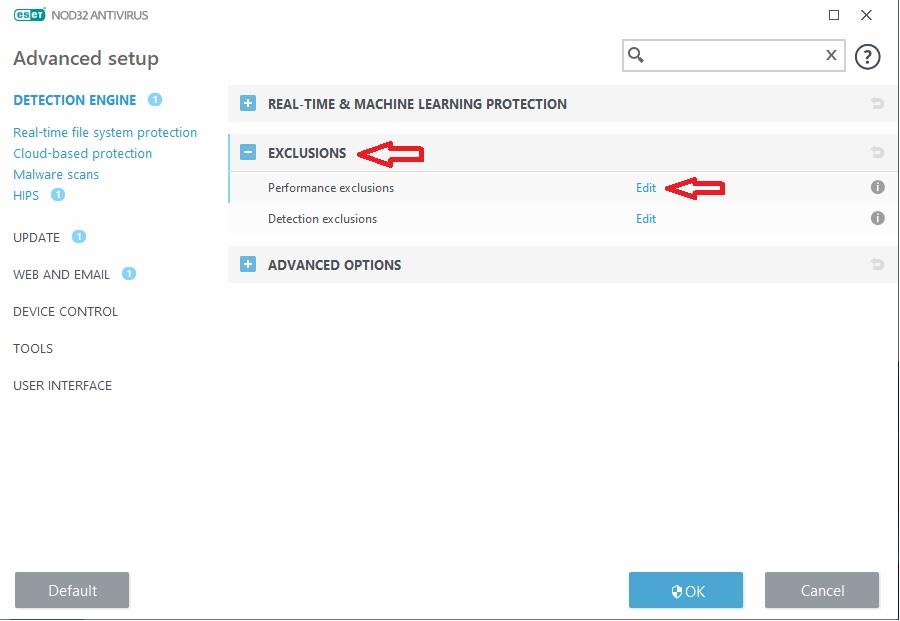 eset NOD32 ANTIVIRUS
Advanced setup
X
?
DETECTION ENGINE 1
Real-time file system protection
Cloud-based protection
Malware scans
HIPS 1
UPDATE 1
WEB AND EMAIL 1
DEVICE CONTROL
TOOLS
USER INTERFACE
REAL-TIME & MACHINE LEARNING PROTECTION
EXCLUSIONS
Performance exclusions Edit
Detection exclusions Edit
ADVANCED OPTIONS
Default
OK
Cancel